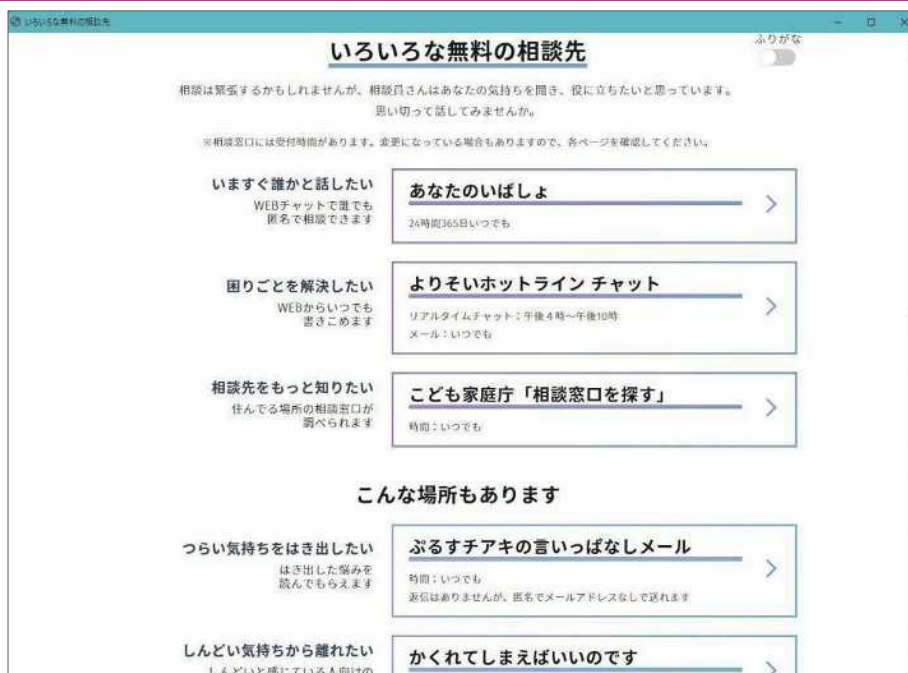 いろいろな無料の相談先
いろいろな無料の相談先
ふりがな
相談は緊張するかもしれませんが、相談員さんはあなたの気持ちを聞き、役に立ちたいと思っています。
思い切って話してみませんか。
※相談窓口には受付時間があります。変更になっている場合もありますので、各ページを確認してください。
いますぐ誰かと話したい
WEBチャットで誰でも
匿名で相談できます
あなたのいばしょ
24時間365日いつでも
困りごとを解決したい
WEBからいつでも
書きこめます
よりそいホットライン チャット
リアルタイムチャット：午後４時～午後10時
メール：いつでも
相談先をもっと知りたい
住んでる場所の相談窓口が
調べられます
こども家庭庁「相談窓口を探す」
時間：いつでも
こんな場所もあります
つらい気持ちをはき出したい
はき出した悩みを
読んでもらえます
ぷるすチアキの言いっぱなしメール
時間：いつでも
返信はありませんが、匿名でメールアドレスなしで送れます
しんどい気持ちから離れたい
しんどいと感じている人向けの
かくれてしまえばいいのです